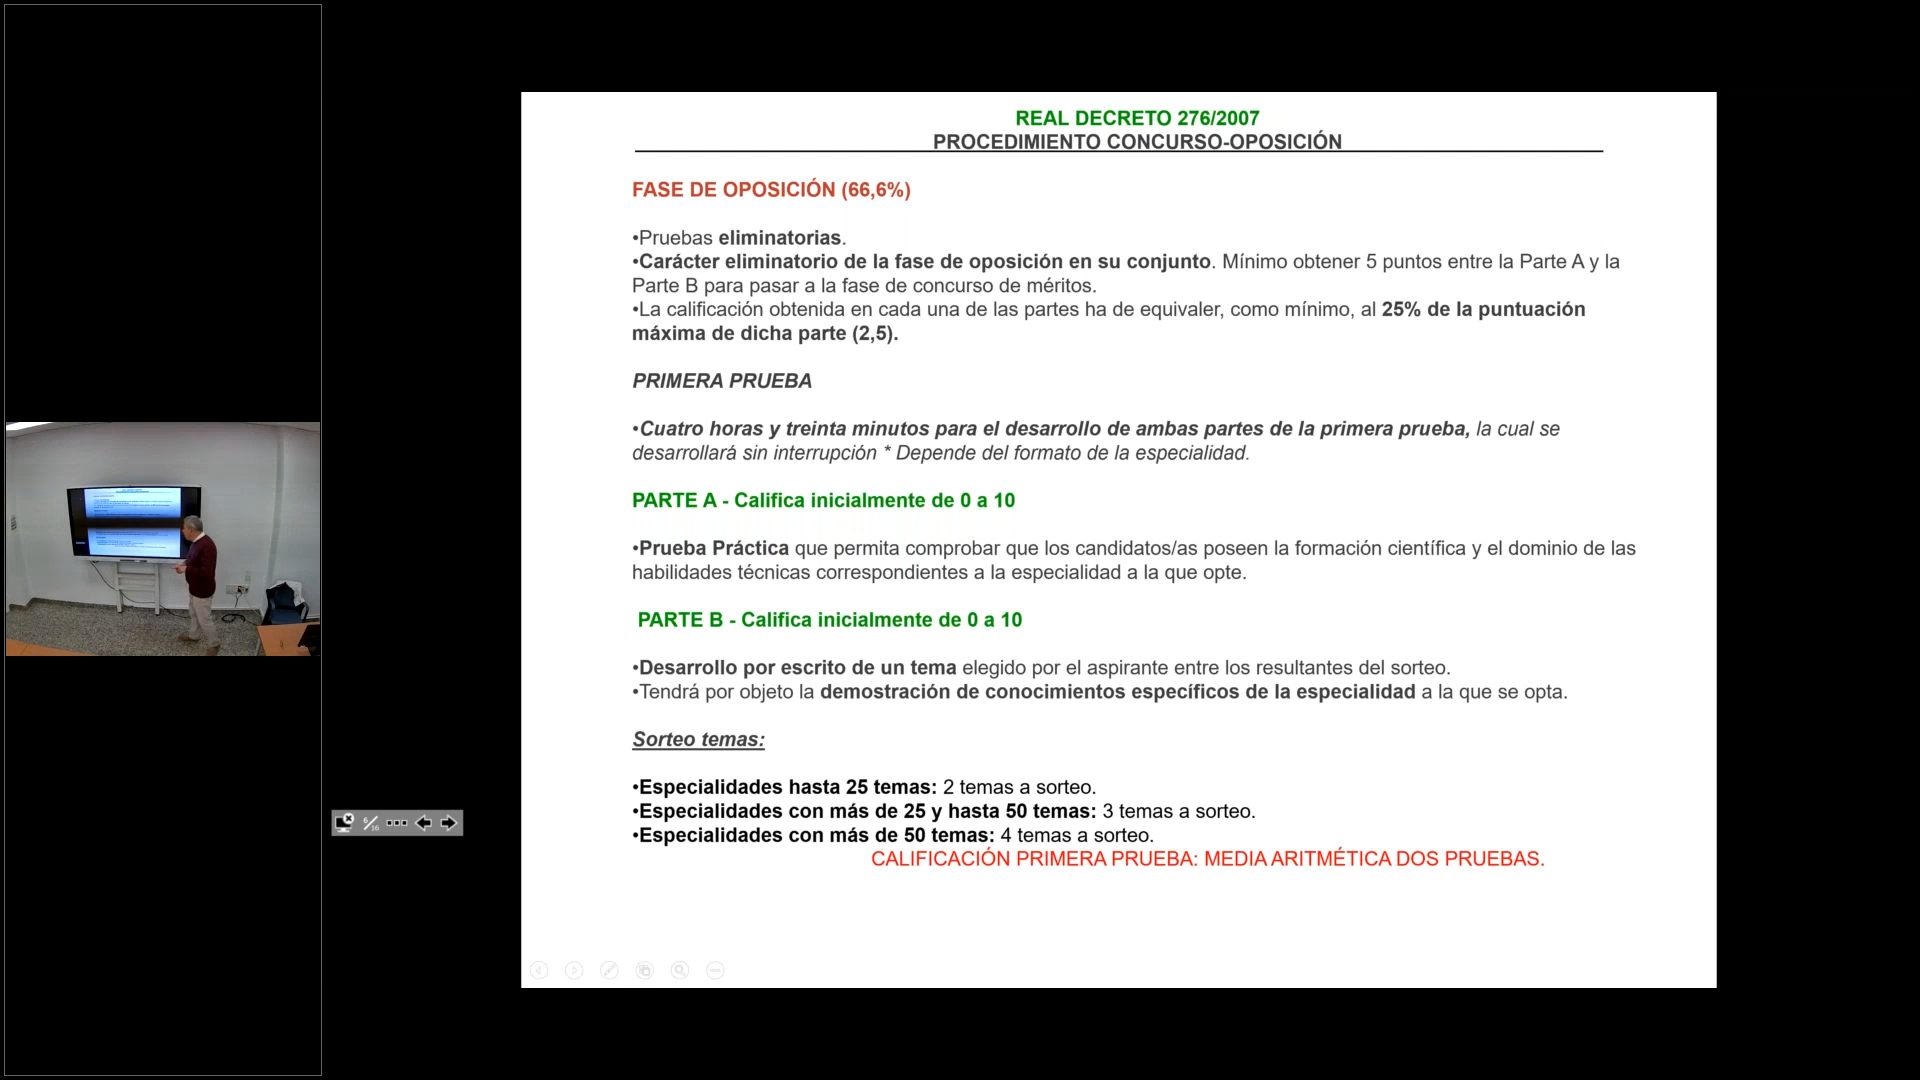 REAL DECRETO 276/2007
PROCEDIMIENTO CONCURSO-OPOSICIÓN
FASE DE OPOSICIÓN (66,6%)
•Pruebas eliminatorias.
•Carácter eliminatorio de la fase de oposición en su conjunto. Mínimo obtener 5 puntos entre la Parte A y la
Parte B para pasar a la fase de concurso de méritos.
•La calificación obtenida en cada una de las partes ha de equivaler, como mínimo, al 25% de la puntuación
máxima de dicha parte (2,5).
PRIMERA PRUEBA
•Cuatro horas y treinta minutos para el desarrollo de ambas partes de la primera prueba, la cual se
desarrollará sin interrupción * Depende del formato de la especialidad.
PARTE A - Califica inicialmente de 0 a 10
•Prueba Práctica que permita comprobar que los candidatos/as poseen la formación científica y el dominio de las
habilidades técnicas correspondientes a la especialidad a la que opte.
PARTE B - Califica inicialmente de 0 a 10
•Desarrollo por escrito de un tema elegido por el aspirante entre los resultantes del sorteo.
•Tendrá por objeto la demostración de conocimientos específicos de la especialidad a la que se opta.
Sorteo temas:
•Especialidades hasta 25 temas: 2 temas a sorteo.
•Especialidades con más de 25 y hasta 50 temas: 3 temas a sorteo.
•Especialidades con más de 50 temas: 4 temas a sorteo.
CALIFICACIÓN PRIMERA PRUEBA: MEDIA ARITMÉTICA DOS PRUEBAS.
6/16